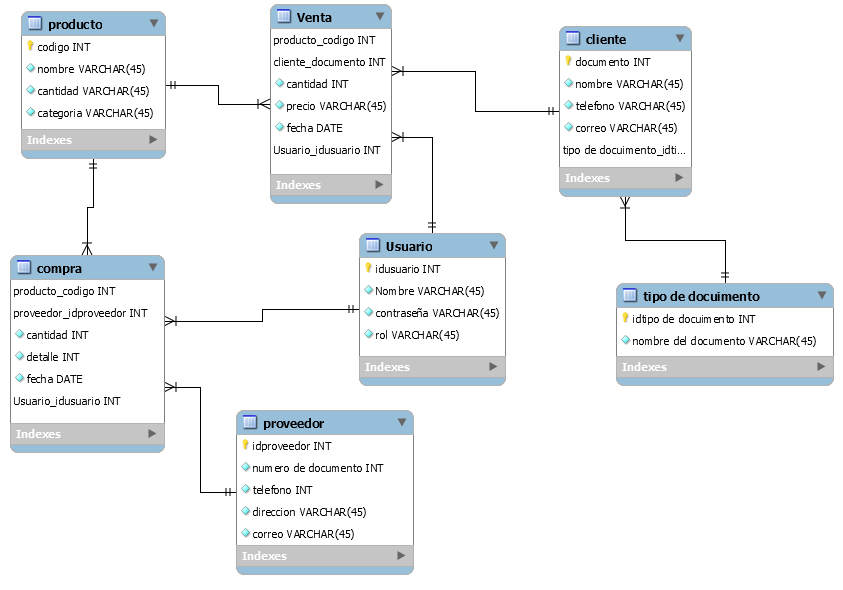 producto
codigo INT
nombre VARCHAR(45)
cantidad VARCHAR(45)
categoria VARCHAR(45)
Indexes
Venta
producto_codigo INT
cliente_documento INT
cantidad INT
precio VARCHAR(45)
fecha DATE
Usuario_idusuario INT
Indexes
cliente
documento INT
nombre VARCHAR(45)
telefono VARCHAR(45)
correo VARCHAR(45)
tipo de docuimento_idti...
Indexes
compra
producto_codigo INT
proveedor_idproveedor INT
cantidad INT
detalle INT
fecha DATE
Usuario_idusuario INT
Indexes
Usuario
idusuario INT
Nombre VARCHAR(45)
contraseña VARCHAR(45)
rol VARCHAR(45)
Indexes
tipo de docuimento
idtipo de docuimento INT
nombre del documento VARCHAR(45)
Indexes
proveedor
idproveedor INT
numero de documento INT
telefono INT
direccion VARCHAR(45)
correo VARCHAR(45)
Indexes